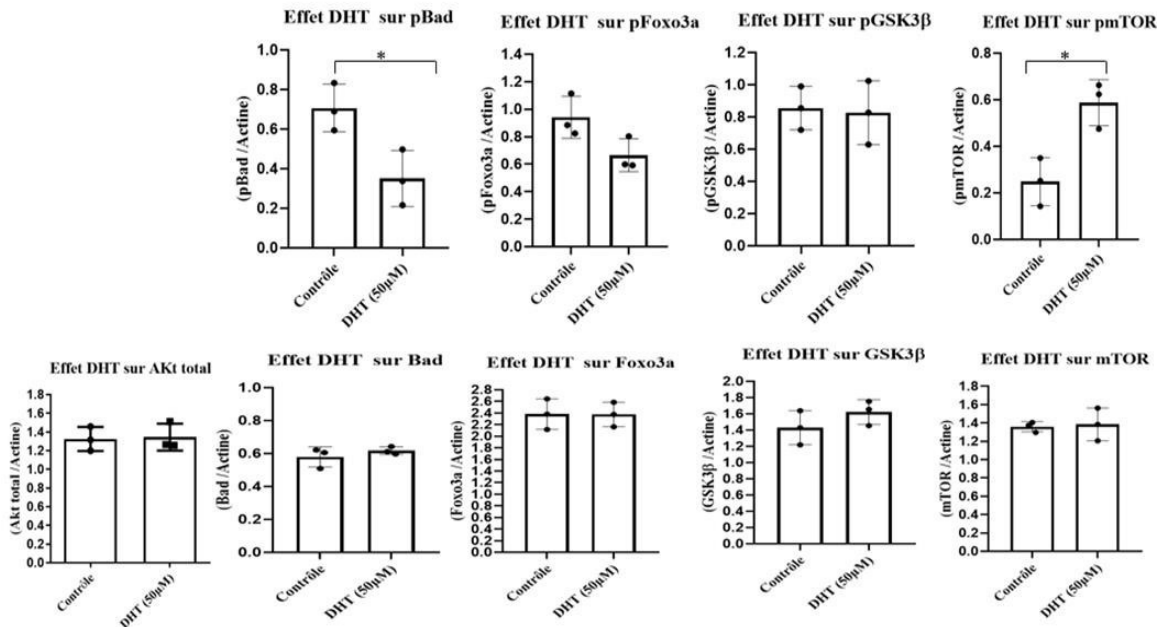 Effet DHT sur pBad
*
(pBad /Actine)
1.0
0.8
0.6
0.4
0.2
0.0
Contrôle
DHT (50µM)
Effet DHT sur pFoxo3a
(pFoxo3a /Actine)
1.4
1.2
1.0
0.8
0.6
0.4
0.2
0.0
Contrôle
DHT (50µM)
Effet DHT sur pGSK3β
(pGSK3β /Actine)
1.2
1.0
0.8
0.6
0.4
0.2
0.0
Contrôle
DHT (50µM)
Effet DHT sur pmTOR
*
(pmTOR /Actine)
0.8
0.6
0.4
0.2
0.0
Contrôle
DHT (50µM)
Effet DHT sur AKt total
(Akt total /Actine)
1.8
1.6
1.4
1.2
1.0
0.8
0.6
0.4
0.2
0.0
Contrôle
DHT (50µM)
Effet DHT sur Bad
(Bad /Actine)
1.0
0.8
0.6
0.4
0.2
0.0
Contrôle
DHT (50µM)
Effet DHT sur Foxo3a
(Foxo3a /Actine)
2.8
2.6
2.4
2.2
2.0
1.8
1.6
1.4
1.2
1.0
0.8
0.6
0.4
0.2
0.0
Contrôle
DHT (50µM)
Effet DHT sur GSK3β
(GSK3β /Actine)
2.0
1.8
1.6
1.4
1.2
1.0
0.8
0.6
0.4
0.2
0.0
Contrôle
DHT (50µM)
Effet DHT sur mTOR
(mTOR /Actine)
1.8
1.6
1.4
1.2
1.0
0.8
0.6
0.4
0.2
0.0
Contrôle
DHT (50µM)